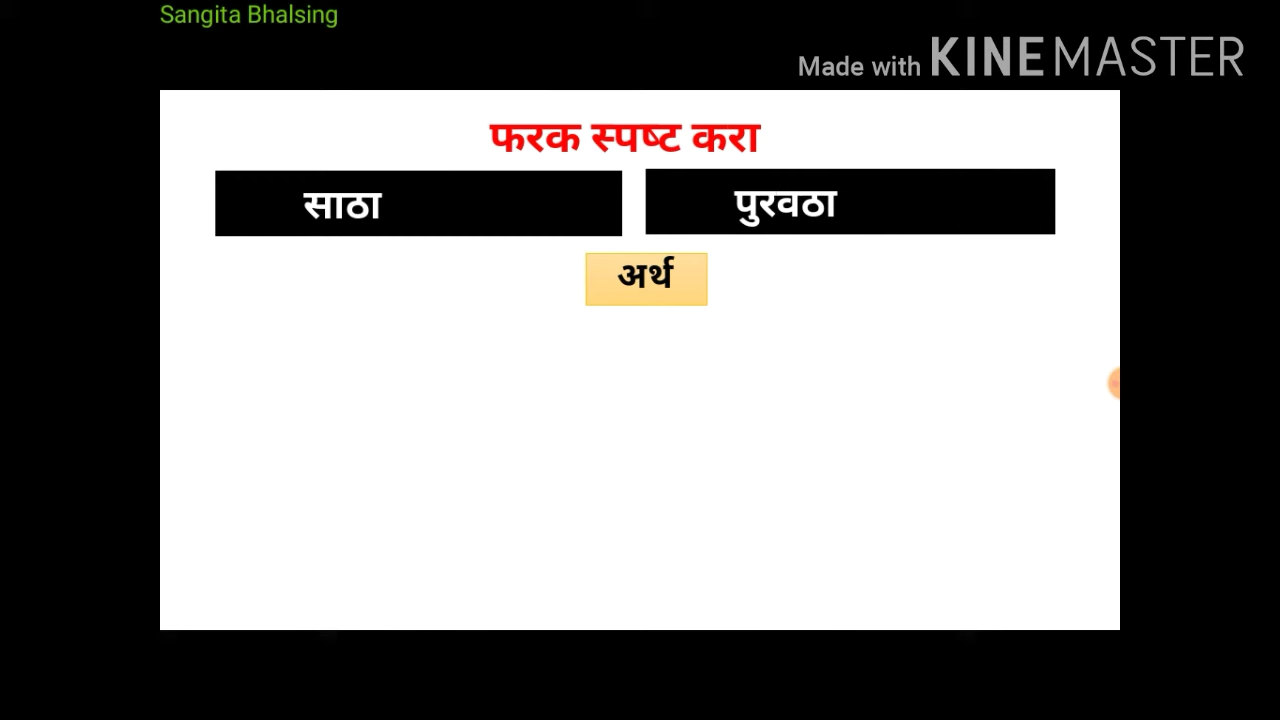 Sangita Bhalsing
Made with KINEMASTER
फरक स्पष्ट करा
साठा
पुरवठा
अर्थ